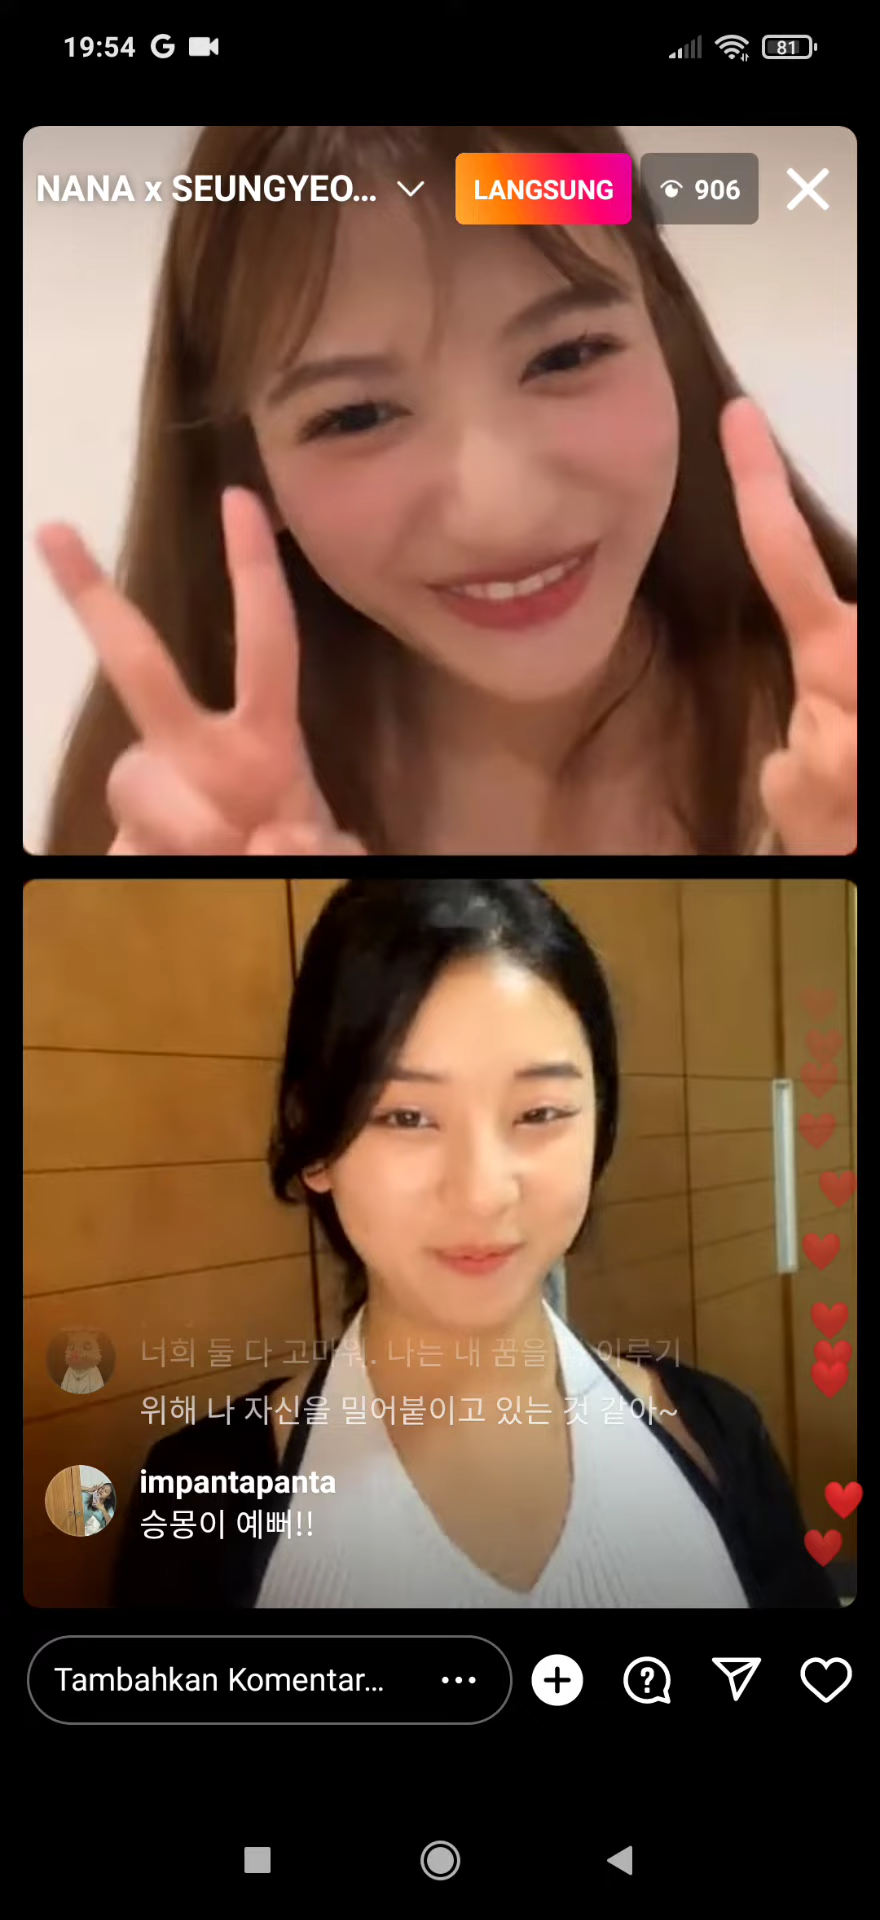 19:54
81
NANA x SEUNGYEO...
LANGSUNG
906
너희 둘 다 고마워. 나는 내 꿈을 이루기
위해 나 자신을 밀어붙이고 있는 것 같아~
impantapanta
승몽이 예뻐!!
Tambahkan Komentar...